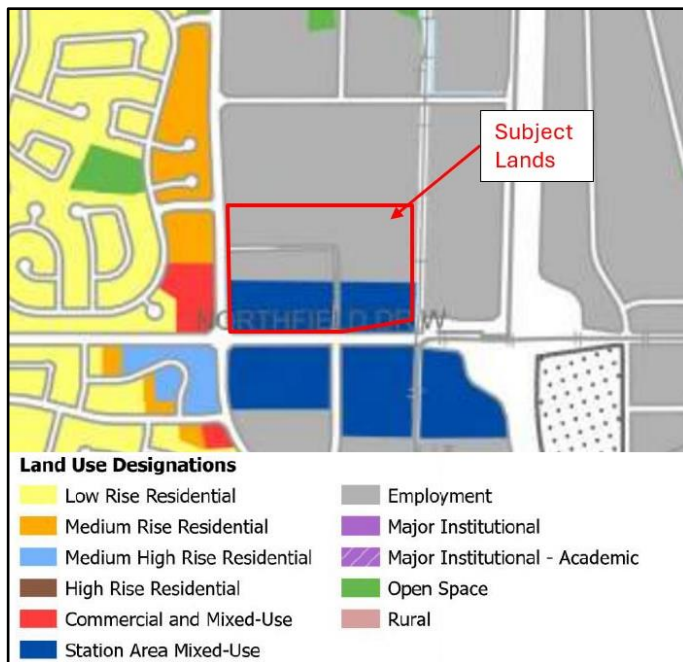 Subject
Lands
NORTHFIELD DR W
Land Use Designations
Low Rise Residential
Medium Rise Residential
Medium High Rise Residential
High Rise Residential
Commercial and Mixed-Use
Station Area Mixed-Use
Employment
Major Institutional
Major Institutional - Academic
Open Space
Rural